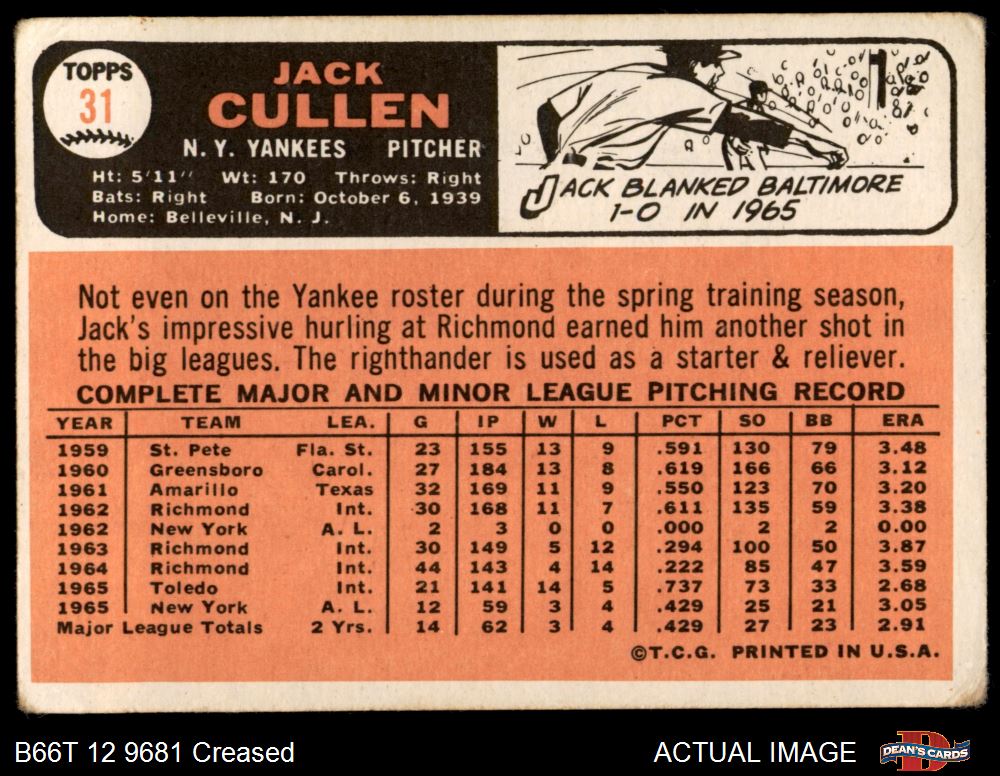 TOPPS
31
JACK
CULLEN
N. Y. YANKEES PITCHER
Ht: 5'11" Wt: 170 Throws: Right
Bats: Right Born: October 6, 1939
Home: Belleville, N. J.
JACK BLANKED BALTIMORE
1-0 IN 1965
Not even on the Yankee roster during the spring training season,
Jack's impressive hurling at Richmond earned him another shot in
the big leagues. The righthander is used as a starter & reliever.
COMPLETE MAJOR AND MINOR LEAGUE PITCHING RECORD
YEAR TEAM LEA. G IP W L PCT SO BB ERA
1959 St. Pete Fla. St. 23 155 13 9 .591 130 79 3.48
1960 Greensboro Carol. 27 184 13 8 .619 166 66 3.12
1961 Amarillo Texas 32 169 11 9 .550 123 70 3.20
1962 Richmond Int. 30 168 11 7 .611 135 59 3.38
1962 New York A. L. 2 3 0 0 .000 2 2 0.00
1963 Richmond Int. 30 149 5 12 .294 100 50 3.87
1964 Richmond Int. 44 143 4 14 .222 85 47 3.59
1965 Toledo Int. 21 141 14 5 .737 73 33 2.68
1965 New York A. L. 12 59 3 4 .429 25 21 3.05
Major League Totals 2 Yrs. 14 62 3 4 .429 27 23 2.91
©T.C.G. PRINTED IN U.S.A.
B66T 12 9681 Creased ACTUAL IMAGE DEAN'S CARDS